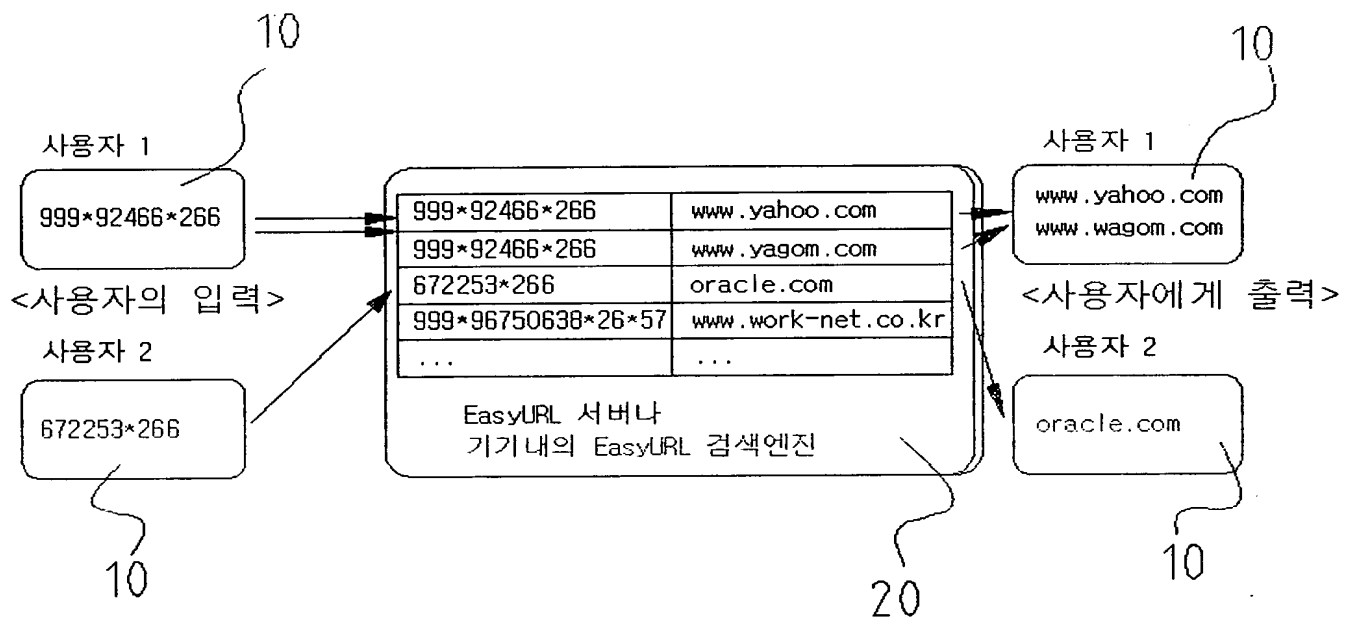 10
10
사용자 1
999*92466*266
<사용자의 입력>
사용자 2
672253*266
10
999*92466*266 www.yahoo.com
999*92466*266 www.yagom.com
672253*266 oracle.com
999*96750638*26*57 www.work-net.co.kr
... ...
EasyURL 서버나
기기내의 EasyURL 검색엔진
20
사용자 1
www.yahoo.com
www.wagom.com
<사용자에게 출력>
사용자 2
oracle.com
10